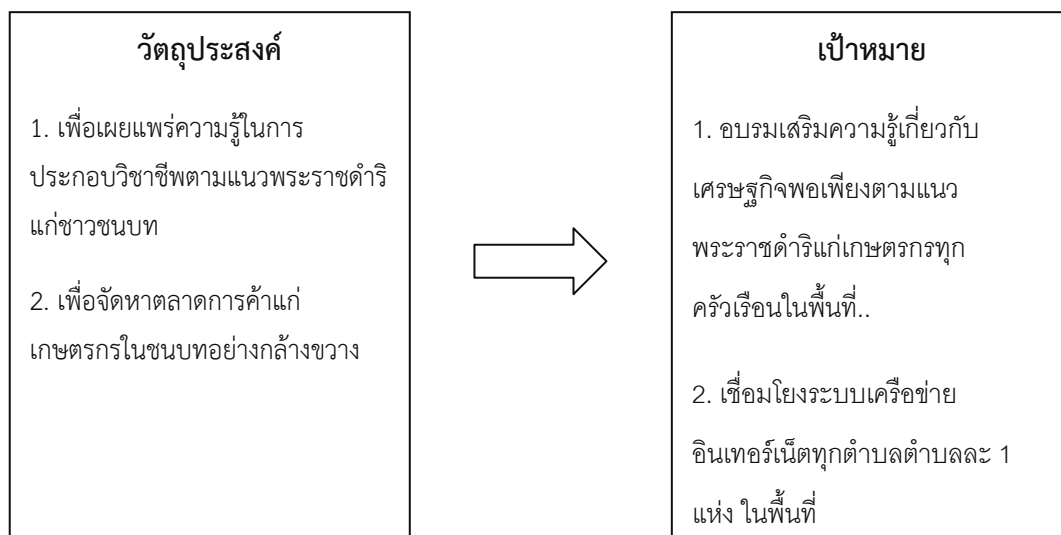 วัตถุประสงค์
1. เพื่อเผยแพร่ความรู้ในการ
ประกอบวิชาชีพตามแนวพระราชดำริ
แก่ชาวชนบท
2. เพื่อจัดหาตลาดการค้าแก่
เกษตรกรในชนบทอย่างกล้างขวาง
เป้าหมาย
1. อบรมเสริมความรู้เกี่ยวกับ
เศรษฐกิจพอเพียงตามแนว
พระราชดำริแก่เกษตรกรทุก
ครัวเรือนในพื้นที่..
2. เชื่อมโยงระบบเครือข่าย
อินเทอร์เน็ตทุกตำบลตำบลละ 1
แห่ง ในพื้นที่